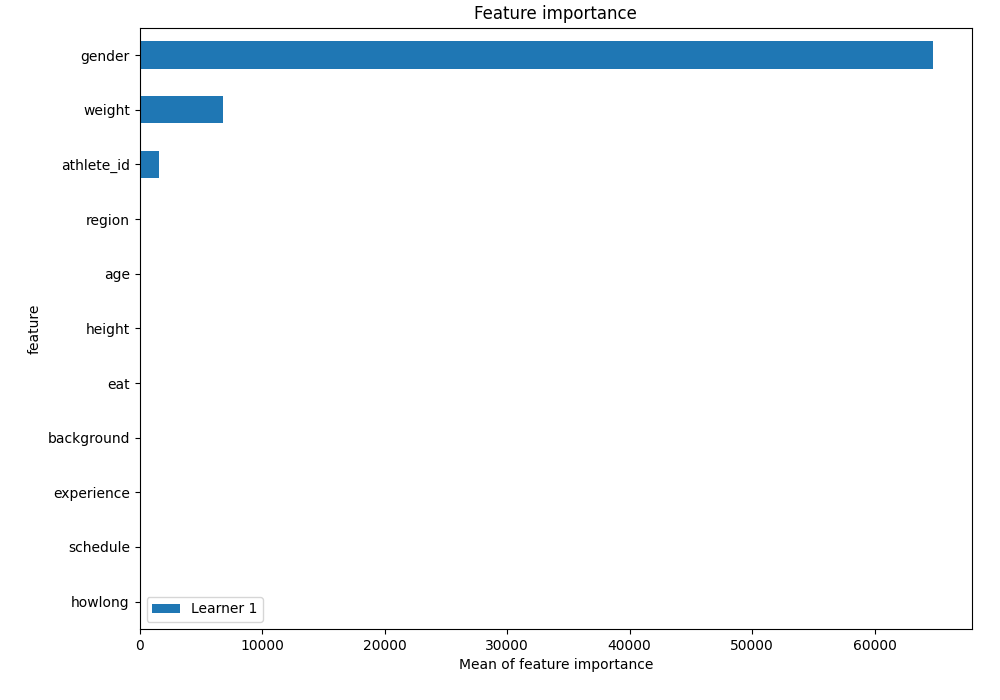 Feature importance
gender
weight
athlete_id
region
age
height
eat
background
experience
schedule
howlong
feature
Learner 1
0 10000 20000 30000 40000 50000 60000
Mean of feature importance